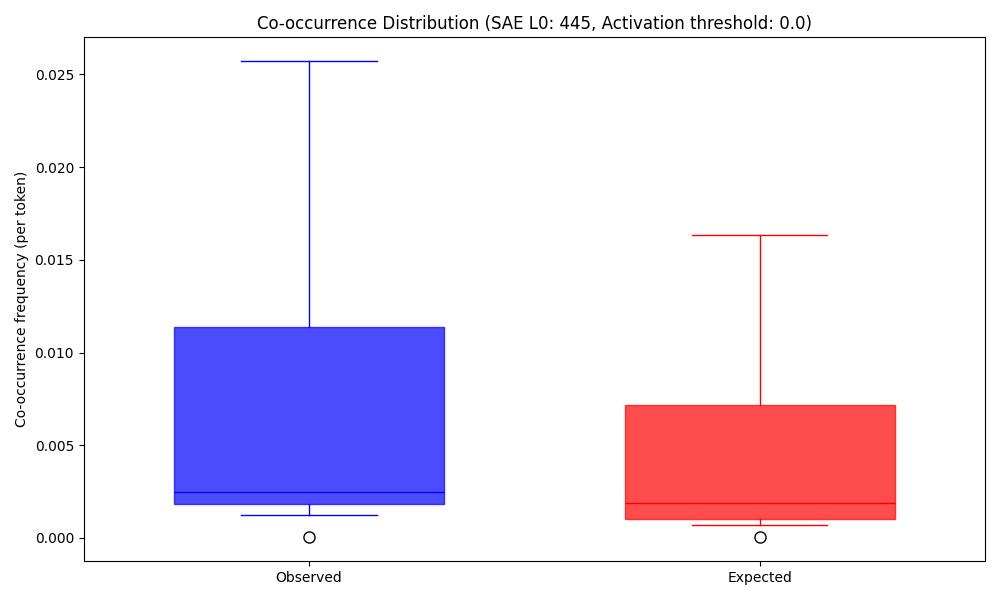 Co-occurrence Distribution (SAE L0: 445, Activation threshold: 0.0)
Co-occurrence frequency (per token)
0.025
0.020
0.015
0.010
0.005
0.000
Observed
Expected